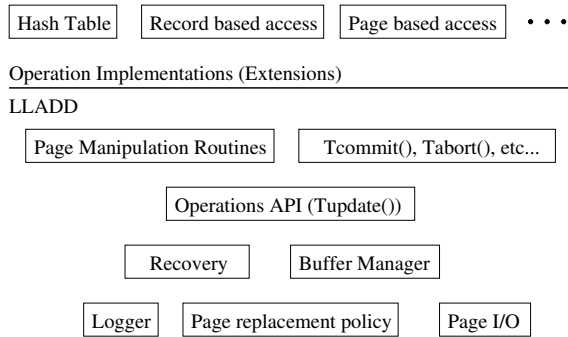 Hash Table Record based access Page based access • • •
Operation Implementations (Extensions)
LLADD
Page Manipulation Routines Tcommit(), Tabort(), etc...
Operations API (Tupdate())
Recovery Buffer Manager
Logger Page replacement policy Page I/O